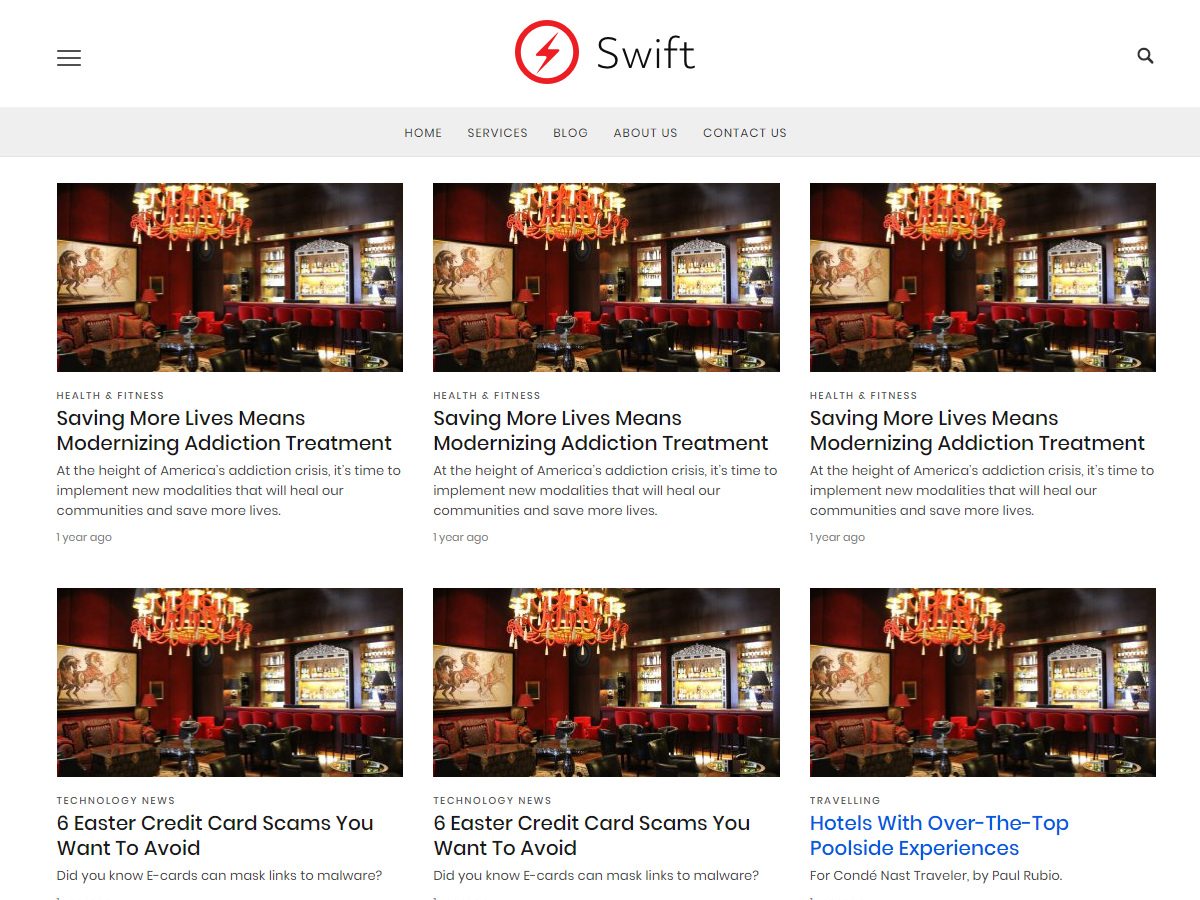 Swift
HOME SERVICES BLOG ABOUT US CONTACT US
HEALTH & FITNESS
Saving More Lives Means
Modernizing Addiction Treatment
At the height of America's addiction crisis, it's time to
implement new modalities that will heal our
communities and save more lives.
1 year ago
HEALTH & FITNESS
Saving More Lives Means
Modernizing Addiction Treatment
At the height of America's addiction crisis, it's time to
implement new modalities that will heal our
communities and save more lives.
1 year ago
HEALTH & FITNESS
Saving More Lives Means
Modernizing Addiction Treatment
At the height of America's addiction crisis, it's time to
implement new modalities that will heal our
communities and save more lives.
1 year ago
TECHNOLOGY NEWS
6 Easter Credit Card Scams You
Want To Avoid
Did you know E-cards can mask links to malware?
TECHNOLOGY NEWS
6 Easter Credit Card Scams You
Want To Avoid
Did you know E-cards can mask links to malware?
TRAVELLING
Hotels With Over-The-Top
Poolside Experiences
For Condé Nast Traveler, by Paul Rubio.